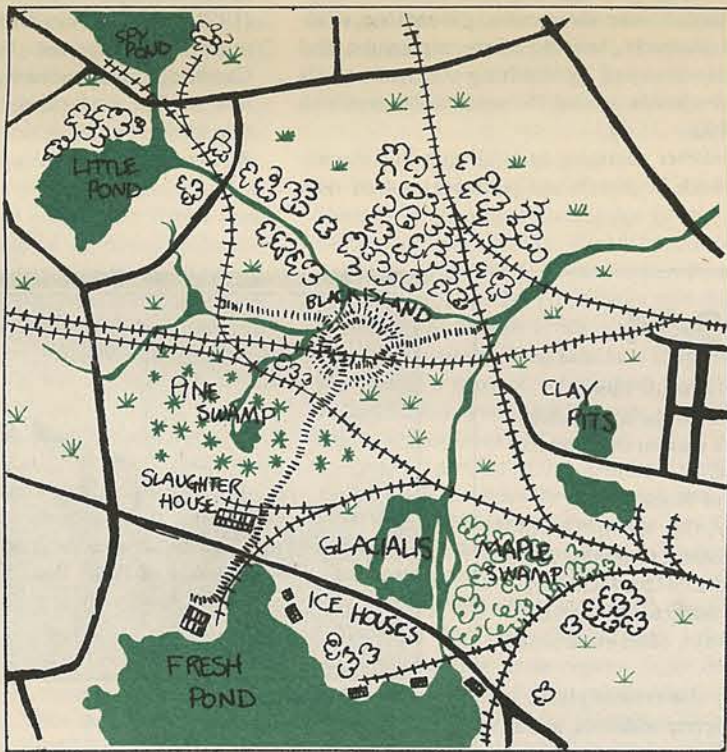 SPY
POND
LITTLE
POND
BLACK ISLAND
PINE
SWAMP
CLAY
PITS
SLAUGHTER
HOUSE
GLACIALIS
MAPLE
SWAMP
ICE HOUSES
FRESH
POND